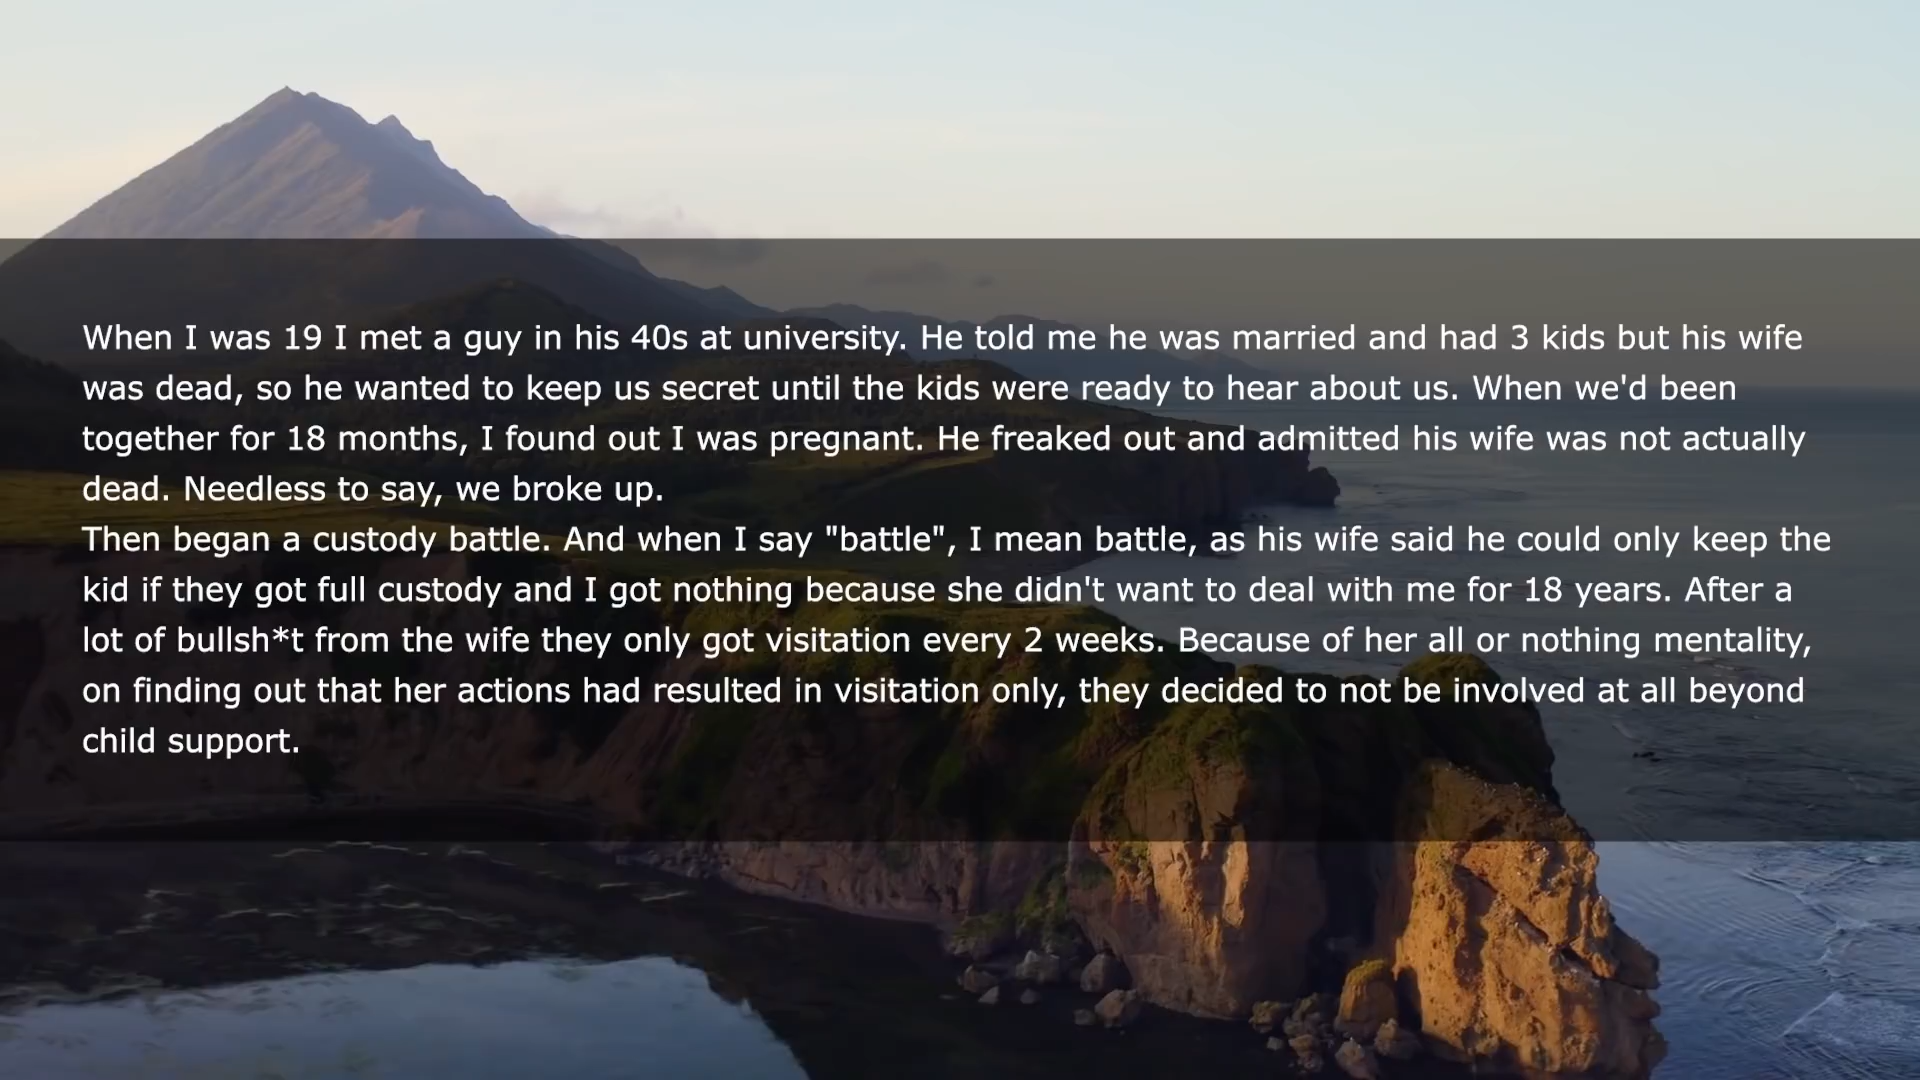 When I was 19 I met a guy in his 40s at university. He told me he was married and had 3 kids but his wife
was dead, so he wanted to keep us secret until the kids were ready to hear about us. When we'd been
together for 18 months, I found out I was pregnant. He freaked out and admitted his wife was not actually
dead. Needless to say, we broke up.
Then began a custody battle. And when I say "battle", I mean battle, as his wife said he could only keep the
kid if they got full custody and I got nothing because she didn't want to deal with me for 18 years. After a
lot of bullsh*t from the wife they only got visitation every 2 weeks. Because of her all or nothing mentality,
on finding out that her actions had resulted in visitation only, they decided to not be involved at all beyond
child support.